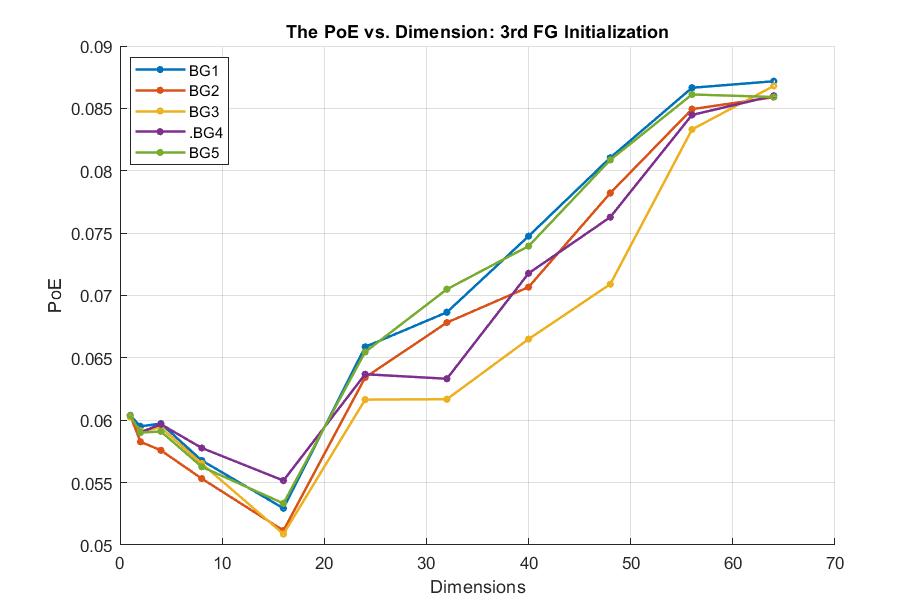 The PoE vs. Dimension: 3rd FG Initialization
0.09
0.085
0.08
0.075
0.07
0.065
0.06
0.055
0.05
PoE
BG1
BG2
BG3
.BG4
BG5
0 10 20 30 40 50 60 70
Dimensions